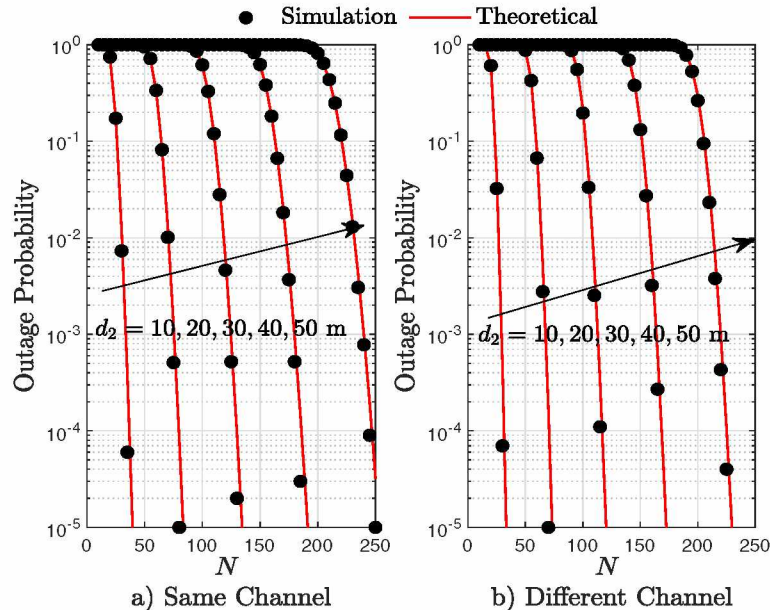 Simulation Theoretical
Outage Probability
10^0
10^-1
10^-2
10^-3
10^-4
10^-5
d_2 = 10, 20, 30, 40, 50 m
0 50 100 150 200 250
N
a) Same Channel
Outage Probability
10^0
10^-1
10^-2
10^-3
10^-4
10^-5
d_2 = 10, 20, 30, 40, 50 m
0 50 100 150 200 250
N
b) Different Channel